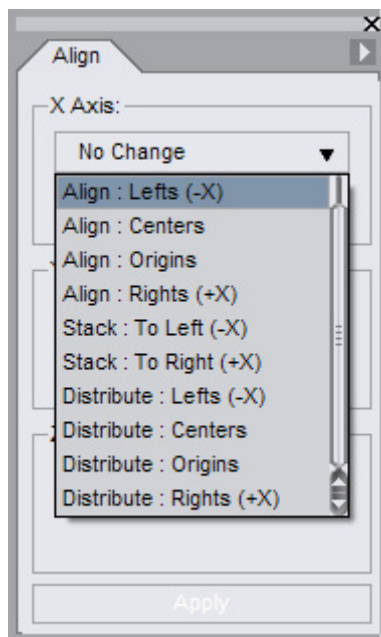 Align
X Axis:
No Change
Align : Lefts (-X)
Align : Centers
Align : Origins
Align : Rights (+X)
Stack : To Left (-X)
Stack : To Right (+X)
Distribute : Lefts (-X)
Distribute : Centers
Distribute : Origins
Distribute : Rights (+X)
Apply